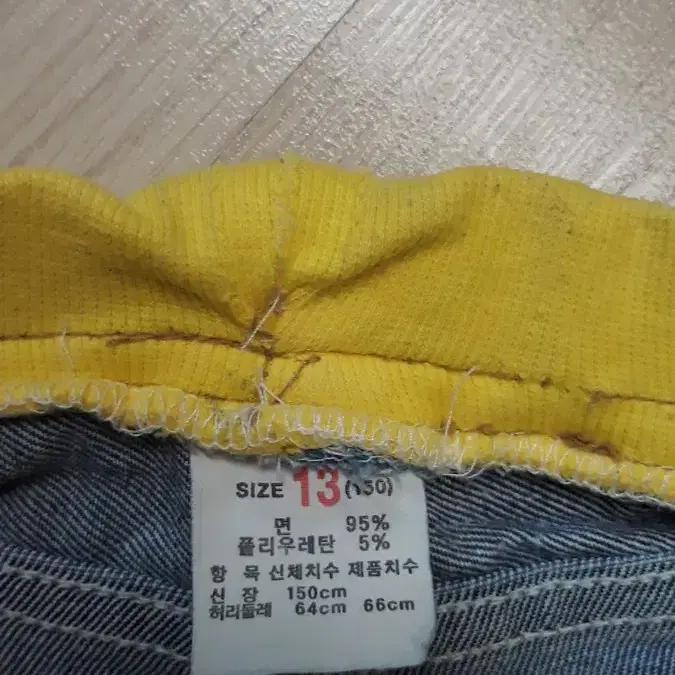 SIZE 13 (150)
면 95%
폴리우레탄 5%
항 목 신체치수 제품치수
신 장 150cm
허리둘레 64cm 66cm